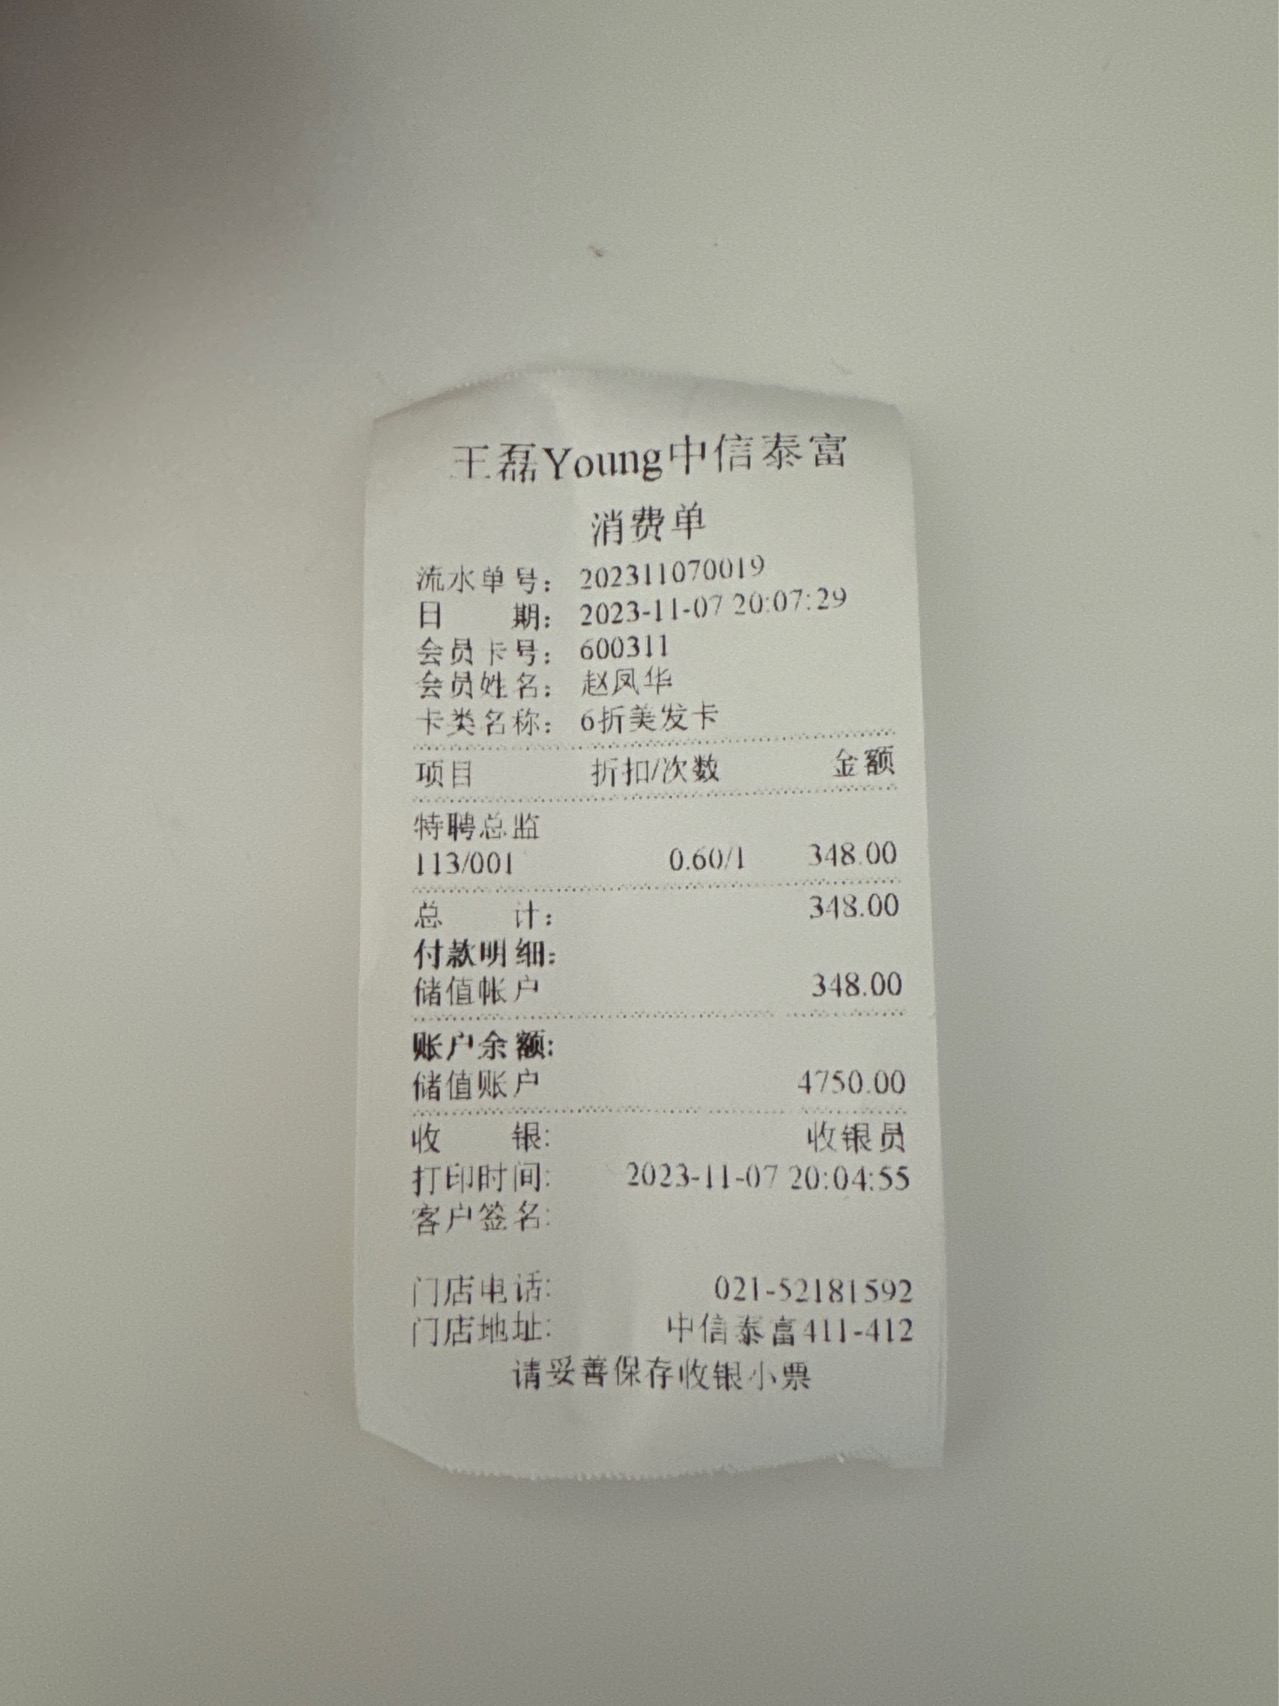 王磊Young中信泰富
消费单
流水单号： 202311070019
日 期： 2023-11-07 20:07:29
会员卡号： 600311
会员姓名： 赵凤华
卡类名称： 6折美发卡
项目 折扣/次数 金额
特聘总监
113/001 0.60/1 348.00
总 计： 348.00
付款明细：
储值帐户 348.00
账户余额:
储值账户 4750.00
收 银: 收银员
打印时间: 2023-11-07 20:04:55
客户签名:
门店电话: 021-52181592
门店地址: 中信泰富411-412
请妥善保存收银小票